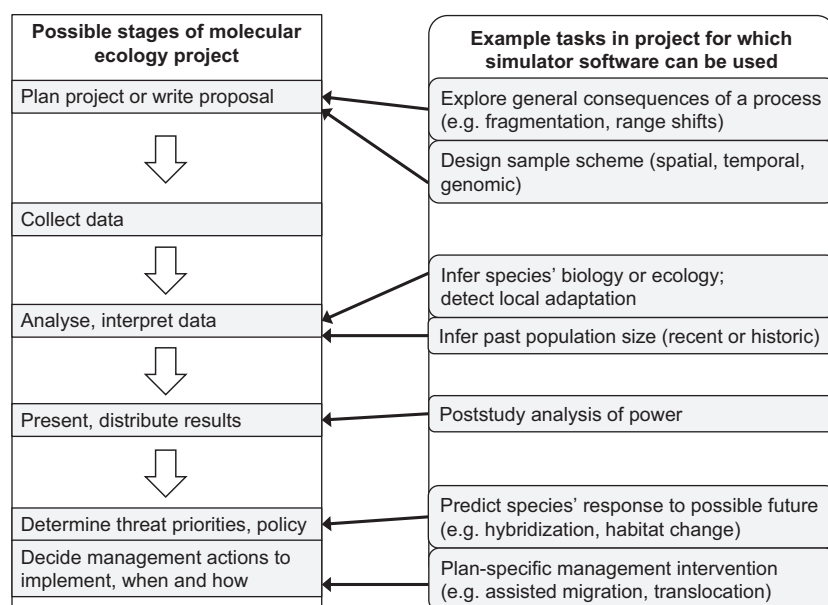 Possible stages of molecular
ecology project
Plan project or write proposal
Collect data
Analyse, interpret data
Present, distribute results
Determine threat priorities, policy
Decide management actions to
implement, when and how
Example tasks in project for which
simulator software can be used
Explore general consequences of a process
(e.g. fragmentation, range shifts)
Design sample scheme (spatial, temporal,
genomic)
Infer species’ biology or ecology;
detect local adaptation
Infer past population size (recent or historic)
Poststudy analysis of power
Predict species’ response to possible future
(e.g. hybridization, habitat change)
Plan-specific management intervention
(e.g. assisted migration, translocation)